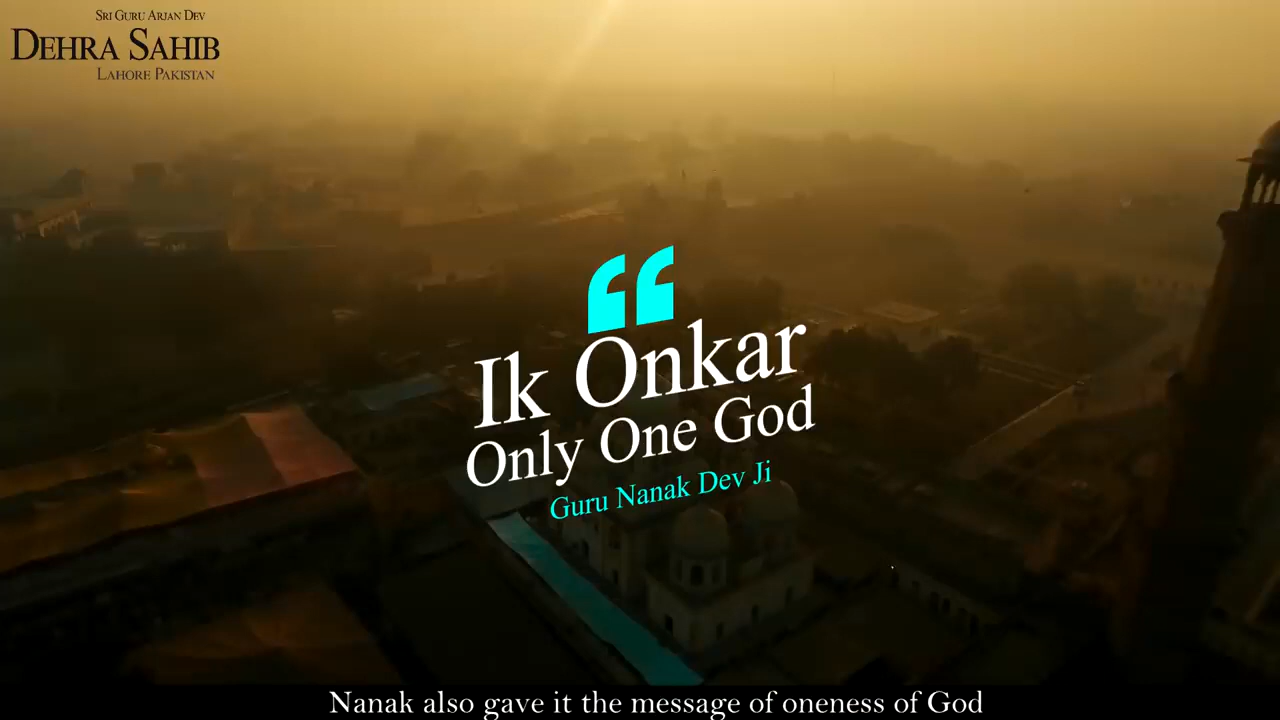 Sri Guru Arjan Dev
Dehra Sahib
Lahore Pakistan
“
Ik Onkar
Only One God
Guru Nanak Dev Ji
Nanak also gave it the message of oneness of God